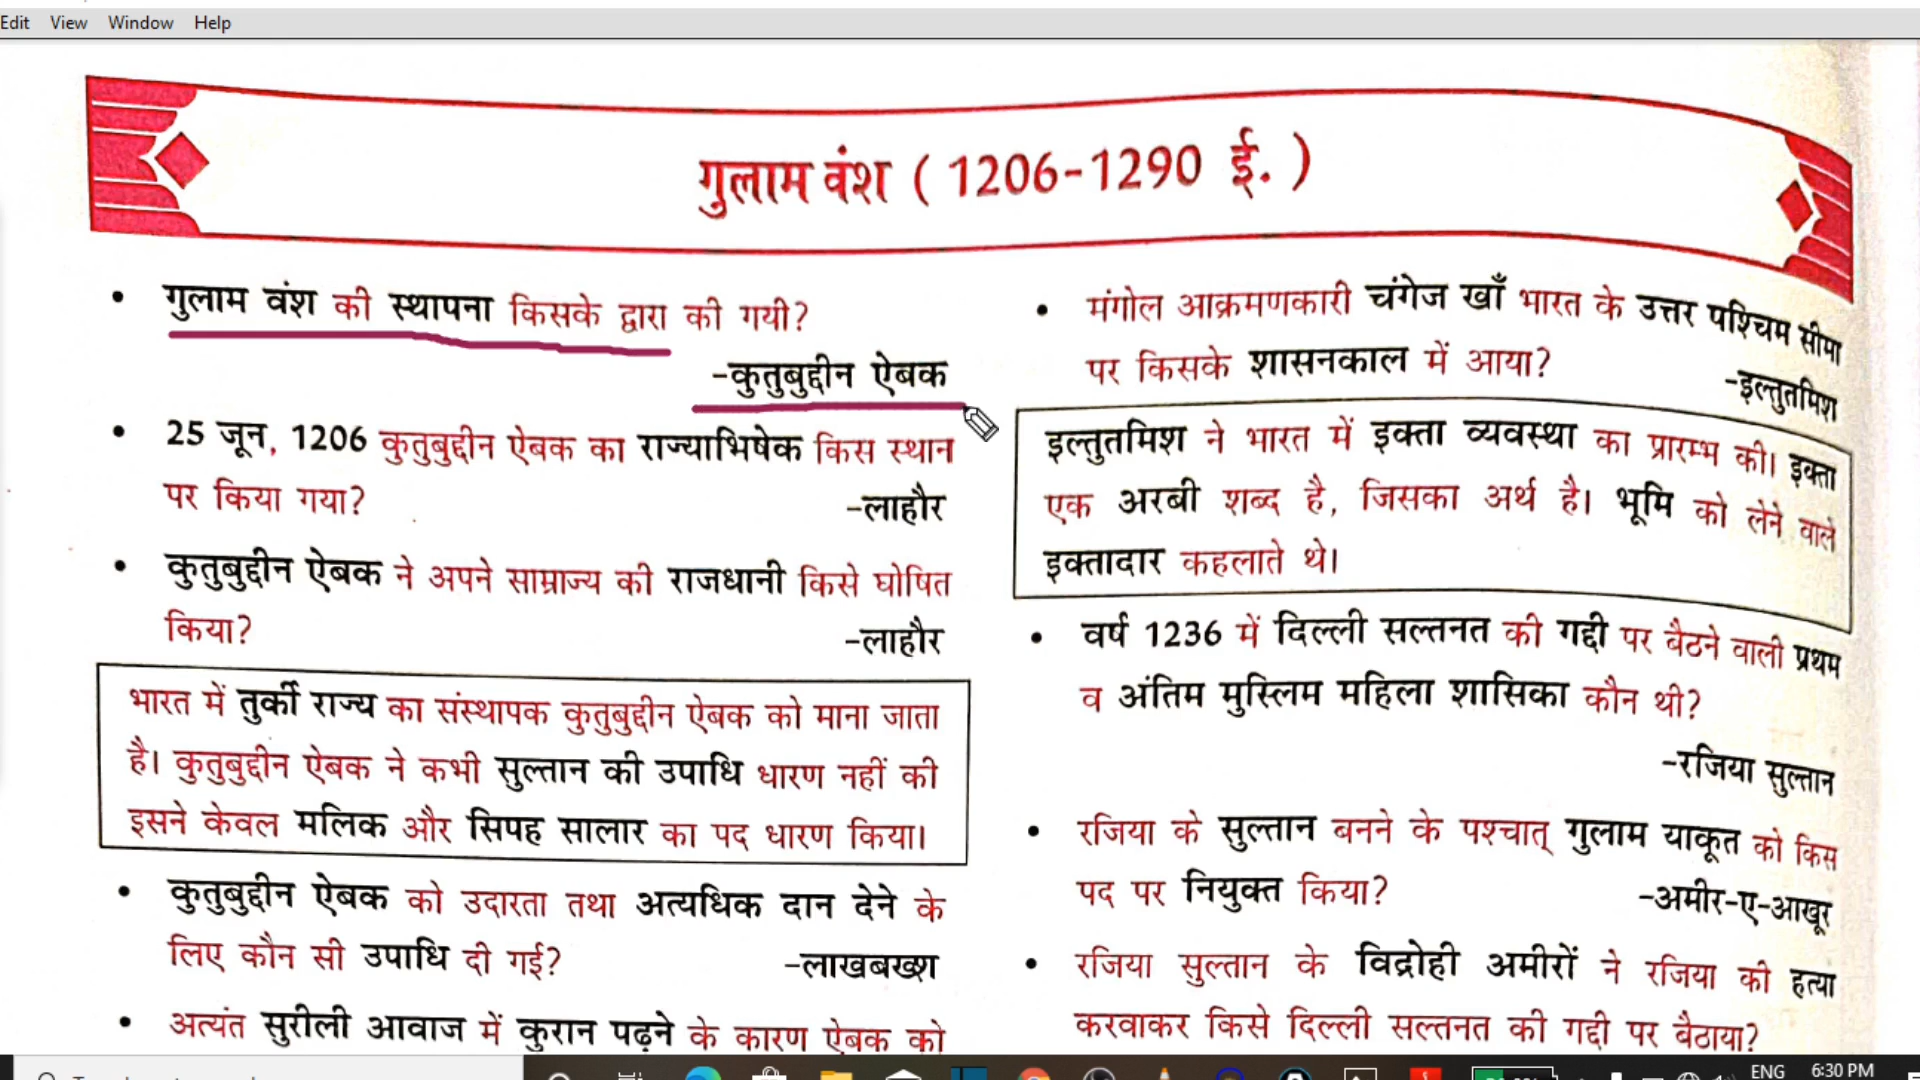 Edit View Window Help
गुलाम वंश ( 1206-1290 ई. )
• गुलाम वंश की स्थापना किसके द्वारा की गयी?
-कुतुबुद्दीन ऐबक
• 25 जून, 1206 कुतुबुद्दीन ऐबक का राज्याभिषेक किस स्थान
पर किया गया? -लाहौर
• कुतुबुद्दीन ऐबक ने अपने साम्राज्य की राजधानी किसे घोषित
किया? -लाहौर
भारत में तुर्की राज्य का संस्थापक कुतुबुद्दीन ऐबक को माना जाता
है। कुतुबुद्दीन ऐबक ने कभी सुल्तान की उपाधि धारण नहीं की
इसने केवल मलिक और सिपह सालार का पद धारण किया।
• कुतुबुद्दीन ऐबक को उदारता तथा अत्यधिक दान देने के
लिए कौन सी उपाधि दी गई? -लाखबख्श
• अत्यंत सुरीली आवाज में कुरान पढ़ने के कारण ऐबक को
• मंगोल आक्रमणकारी चंगेज खाँ भारत के उत्तर पश्चिम सीमा
पर किसके शासनकाल में आया?
-इल्तुतमिश
इल्तुतमिश ने भारत में इक्ता व्यवस्था का प्रारम्भ की। इक्ता
एक अरबी शब्द है, जिसका अर्थ है। भूमि को लेने वाले
इक्तादार कहलाते थे।
• वर्ष 1236 में दिल्ली सल्तनत की गद्दी पर बैठने वाली प्रथम
व अंतिम मुस्लिम महिला शासिका कौन थी?
-रजिया सुल्तान
• रजिया के सुल्तान बनने के पश्चात् गुलाम याकूत को किस
पद पर नियुक्त किया? -अमीर-ए-आखूर
• रजिया सुल्तान के विद्रोही अमीरों ने रजिया की हत्या
करवाकर किसे दिल्ली सल्तनत की गद्दी पर बैठाया?
ENG 6:30 PM